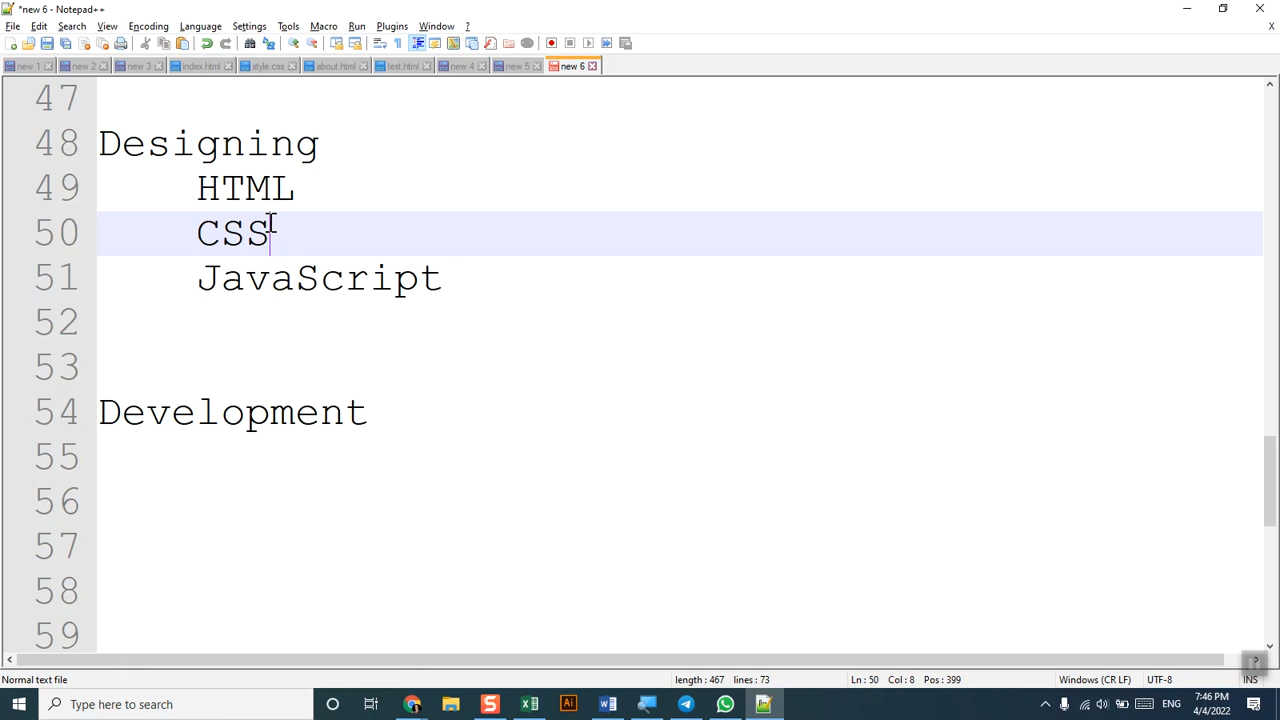 *new 6 - Notepad++
File Edit Search View Encoding Language Settings Tools Macro Run Plugins Window ?
X
new 1 new 2 new 3 index.html style.css about.html test.html new 4 new 5 new 6
47
48 Designing
49 HTML
50 CSS
51 JavaScript
52
53
54 Development
55
56
57
58
59
Normal text file length : 467 lines : 73 Ln : 50 Col : 8 Pos : 399 Windows (CR LF) UTF-8 INS
Type here to search ENG 7:46 PM
4/4/2022